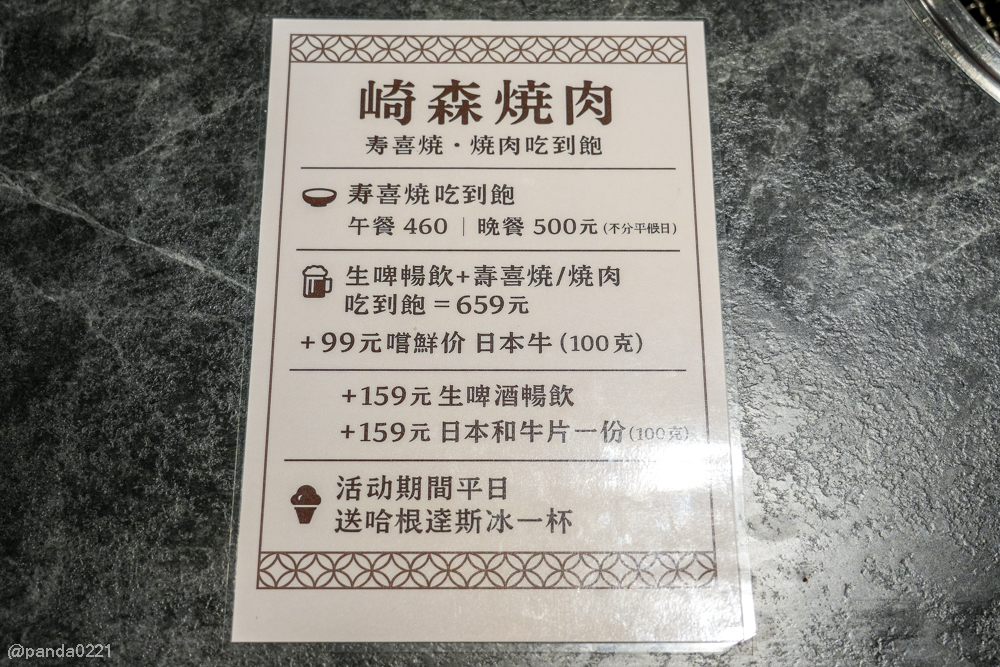 崎森焼肉
寿喜燒・燒肉吃到飽
寿喜燒吃到飽
午餐 460｜晚餐 500元 (不分平假日)
生啤暢飲+壽喜燒/燒肉
吃到飽 = 659元
+99元嚐鮮价 日本牛 (100克)
+159元 生啤酒暢飲
+159元 日本和牛片一份 (100克)
活动期間平日
送哈根達斯冰一杯
@panda0221